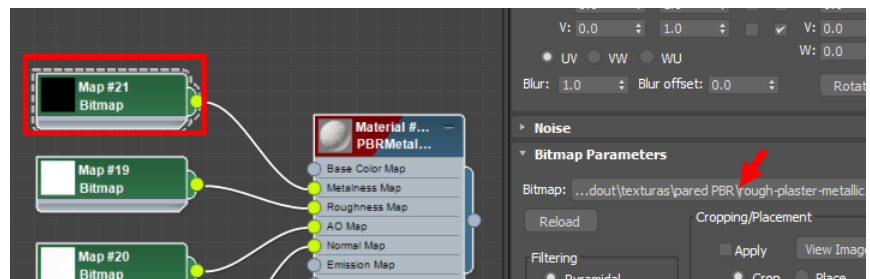 V: 0.0 1.0 V: 0.0
UV VW WU W: 0.0
Blur: 1.0 Blur offset: 0.0
Map #21
Bitmap
Noise
Material #...
PBRMetal...
Bitmap Parameters
Map #19
Bitmap
Base Color Map
Metalness Map
Bitmap: ...dout\texturas\pared PBR\rough-plaster-metallic.
Roughness Map
Reload Cropping/Placement
AO Map
Normal Map
Apply
Map #20
Bitmap
Emission Map
Filtering
Pyramidal Crop Place